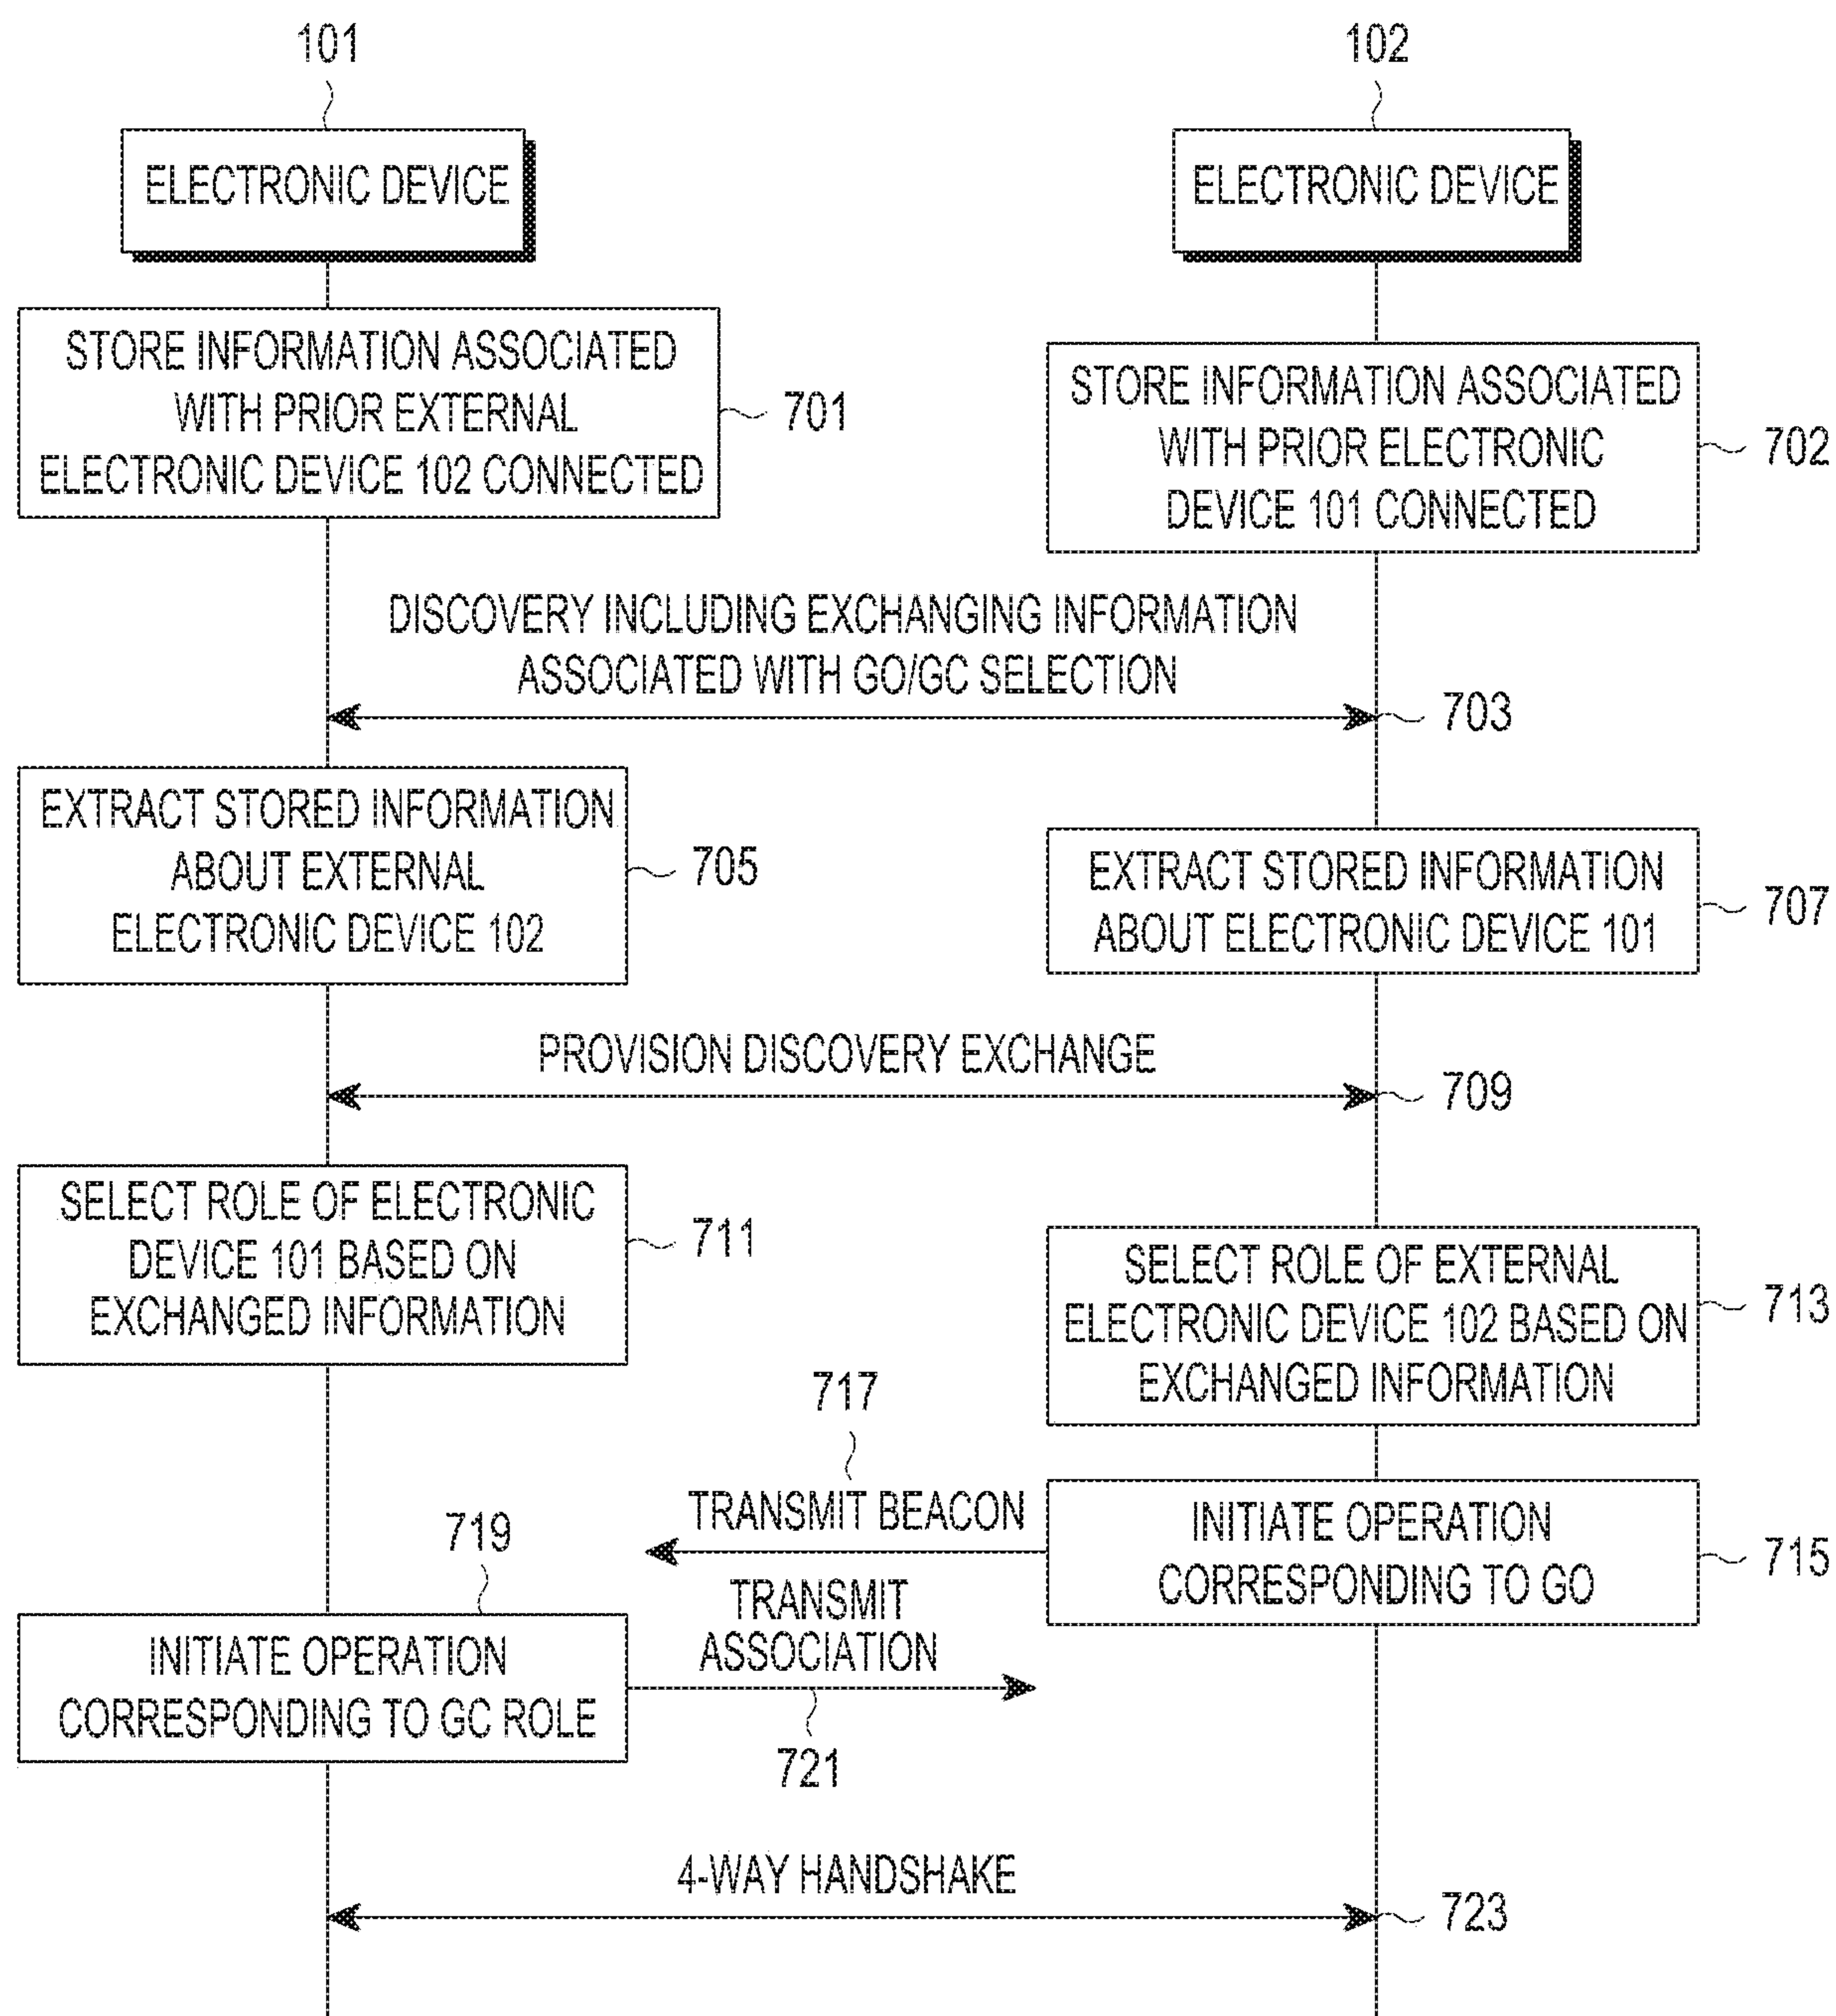 101
102
ELECTRONIC DEVICE
ELECTRONIC DEVICE
STORE INFORMATION ASSOCIATED
WITH PRIOR EXTERNAL
ELECTRONIC DEVICE 102 CONNECTED
701
STORE INFORMATION ASSOCIATED
WITH PRIOR ELECTRONIC
DEVICE 101 CONNECTED
702
DISCOVERY INCLUDING EXCHANGING INFORMATION
ASSOCIATED WITH GO/GC SELECTION
703
EXTRACT STORED INFORMATION
ABOUT EXTERNAL
ELECTRONIC DEVICE 102
705
EXTRACT STORED INFORMATION
ABOUT ELECTRONIC DEVICE 101
707
PROVISION DISCOVERY EXCHANGE
709
SELECT ROLE OF ELECTRONIC
DEVICE 101 BASED ON
EXCHANGED INFORMATION
711
SELECT ROLE OF EXTERNAL
ELECTRONIC DEVICE 102 BASED ON
EXCHANGED INFORMATION
713
717
TRANSMIT BEACON
INITIATE OPERATION
CORRESPONDING TO GO
715
719
INITIATE OPERATION
CORRESPONDING TO GC ROLE
TRANSMIT
ASSOCIATION
721
4-WAY HANDSHAKE
723